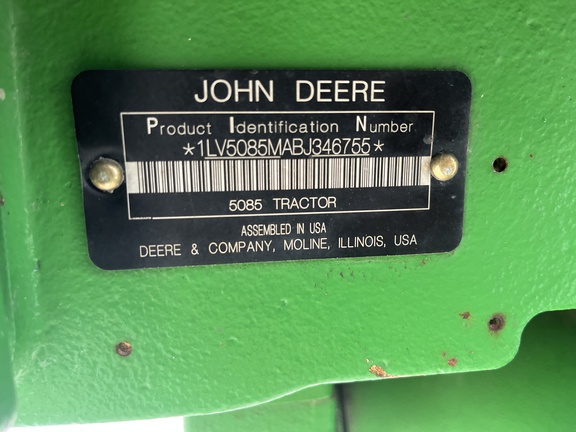 JOHN DEERE
Product Identification Number
*1LV5085MABJ346755*
5085 TRACTOR
ASSEMBLED IN USA
DEERE & COMPANY, MOLINE, ILLINOIS, USA